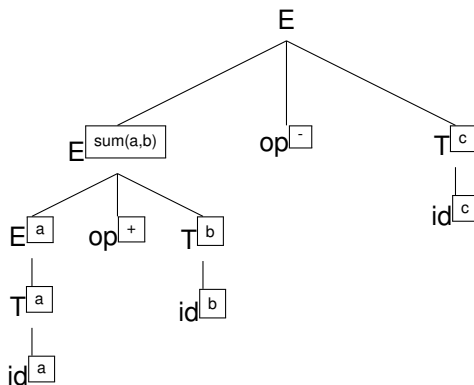 E
E sum(a,b) op - T c
E a op + T b id c
T a id b
id a